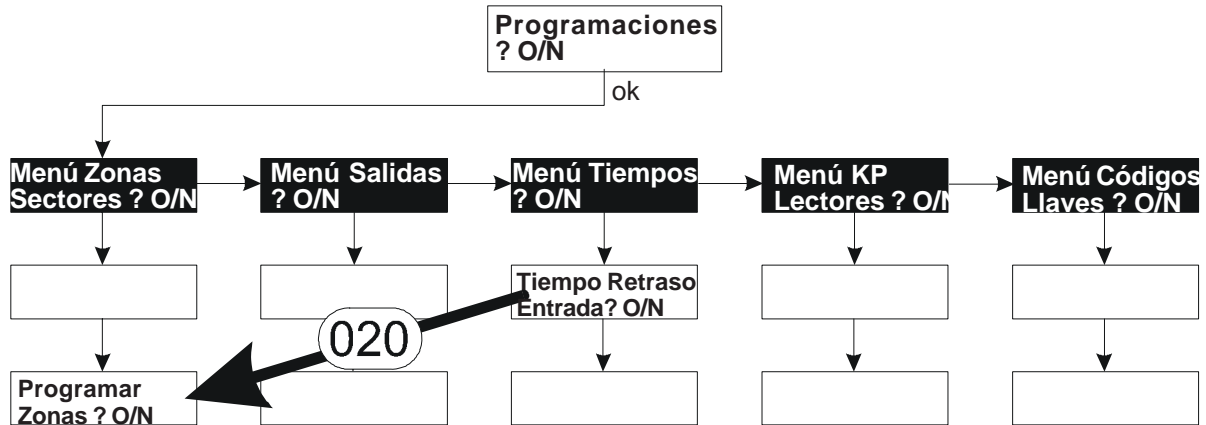 Programaciones
? O/N
ok
Menú Zonas
Sectores ? O/N
Menú Salidas
? O/N
Menú Tiempos
? O/N
Menú KP
Lectores ? O/N
Menú Códigos
Llaves ? O/N
Tiempo Retraso
Entrada? O/N
020
Programar
Zonas ? O/N